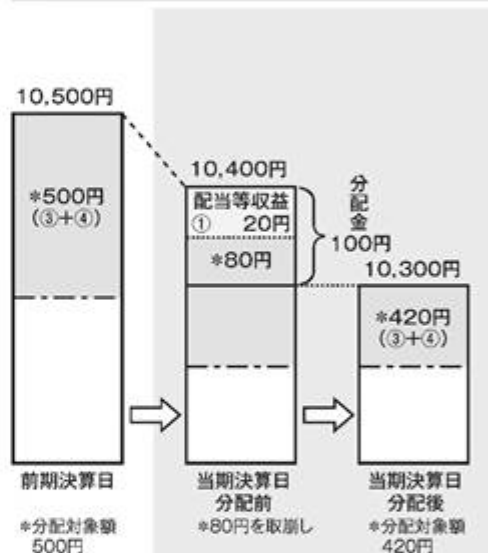 10,500円
*500円
(③+④)
前期決算日
*分配対象額
500円
10,400円
配当等収益
① 20円
*80円
分配金
100円
当期決算日
分配前
*80円を取崩し
10,300円
*420円
(③+④)
当期決算日
分配後
*分配対象額
420円